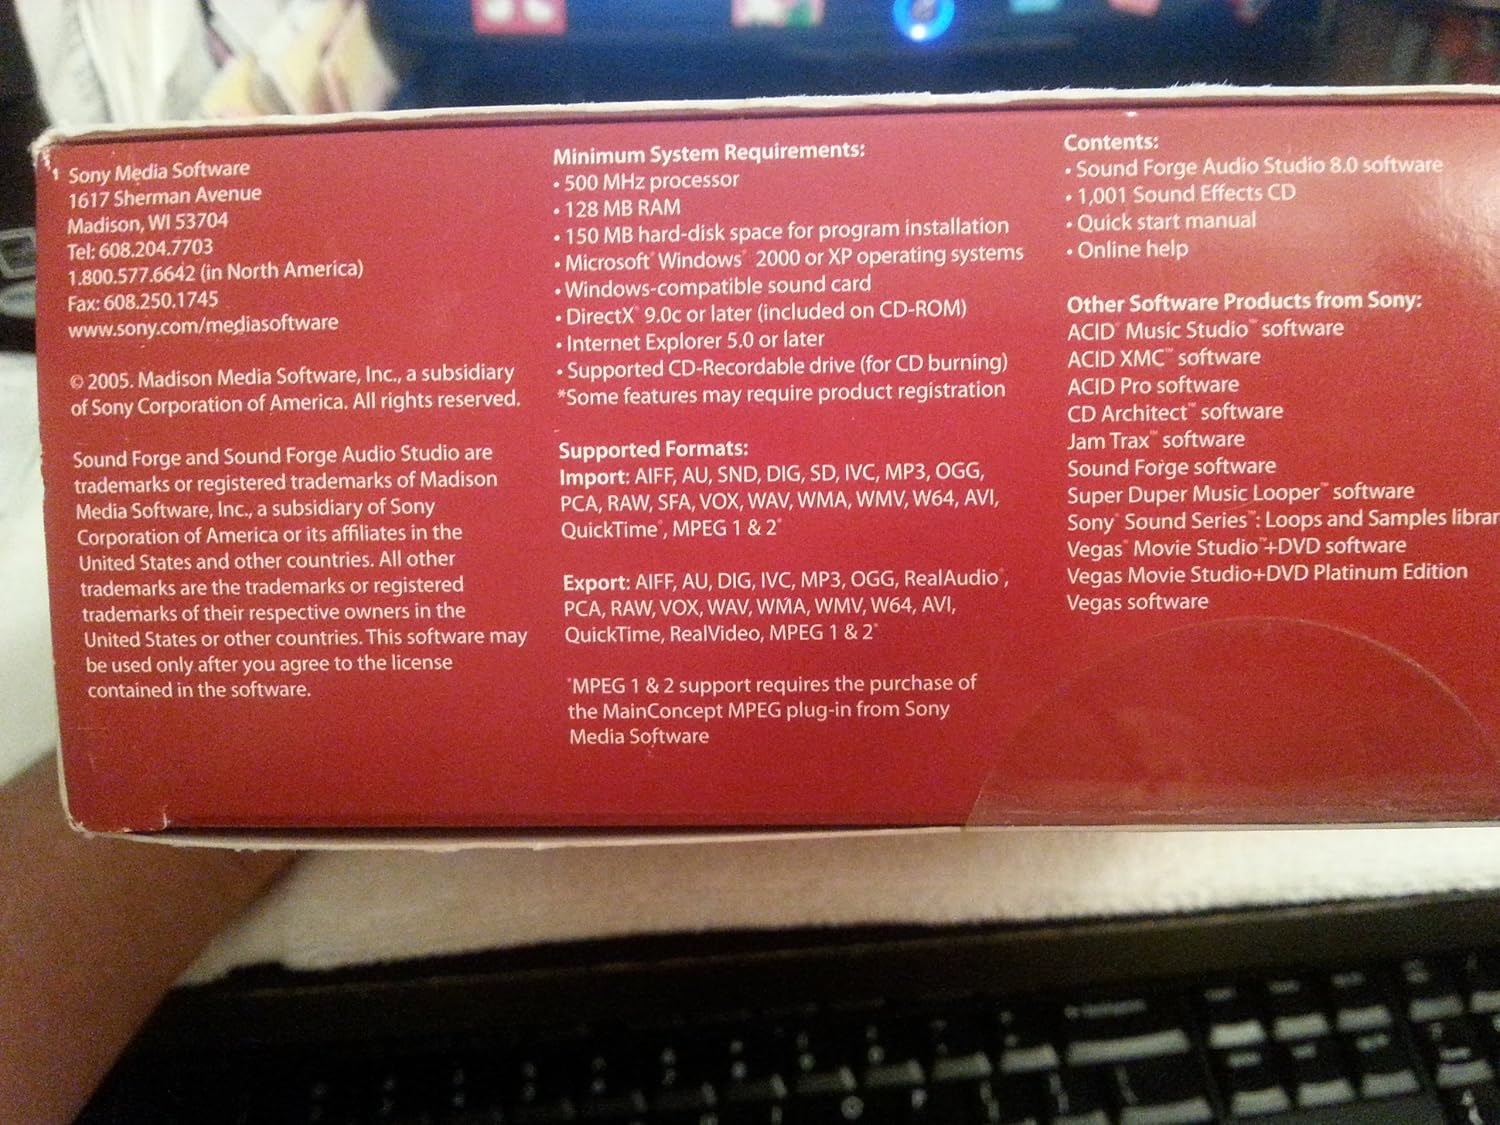 Sony Media Software
1617 Sherman Avenue
Madison, WI 53704
Tel: 608.204.7703
1.800.577.6642 (in North America)
Fax: 608.250.1745
www.sony.com/mediasoftware
© 2005. Madison Media Software, Inc., a subsidiary
of Sony Corporation of America. All rights reserved.
Sound Forge and Sound Forge Audio Studio are
trademarks or registered trademarks of Madison
Media Software, Inc., a subsidiary of Sony
Corporation of America or its affiliates in the
United States and other countries. All other
trademarks are the trademarks or registered
trademarks of their respective owners in the
United States or other countries. This software may
be used only after you agree to the license
contained in the software.
Minimum System Requirements:
• 500 MHz processor
• 128 MB RAM
• 150 MB hard-disk space for program installation
• Microsoft® Windows® 2000 or XP operating systems
• Windows-compatible sound card
• DirectX® 9.0c or later (included on CD-ROM)
• Internet Explorer 5.0 or later
• Supported CD-Recordable drive (for CD burning)
*Some features may require product registration
Supported Formats:
Import: AIFF, AU, SND, DIG, SD, IVC, MP3, OGG,
PCA, RAW, SFA, VOX, WAV, WMA, WMV, W64, AVI,
QuickTime®, MPEG 1 & 2*
Export: AIFF, AU, DIG, IVC, MP3, OGG, RealAudio®,
PCA, RAW, VOX, WAV, WMA, WMV, W64, AVI,
QuickTime, RealVideo, MPEG 1 & 2*
*MPEG 1 & 2 support requires the purchase of
the MainConcept MPEG plug-in from Sony
Media Software
Contents:
• Sound Forge Audio Studio 8.0 software
• 1,001 Sound Effects CD
• Quick start manual
• Online help
Other Software Products from Sony:
ACID® Music Studio™ software
ACID XMC™ software
ACID Pro software
CD Architect™ software
Jam Trax™ software
Sound Forge software
Super Duper Music Looper™ software
Sony® Sound Series™: Loops and Samples librar
Vegas® Movie Studio™+DVD software
Vegas Movie Studio+DVD Platinum Edition
Vegas software